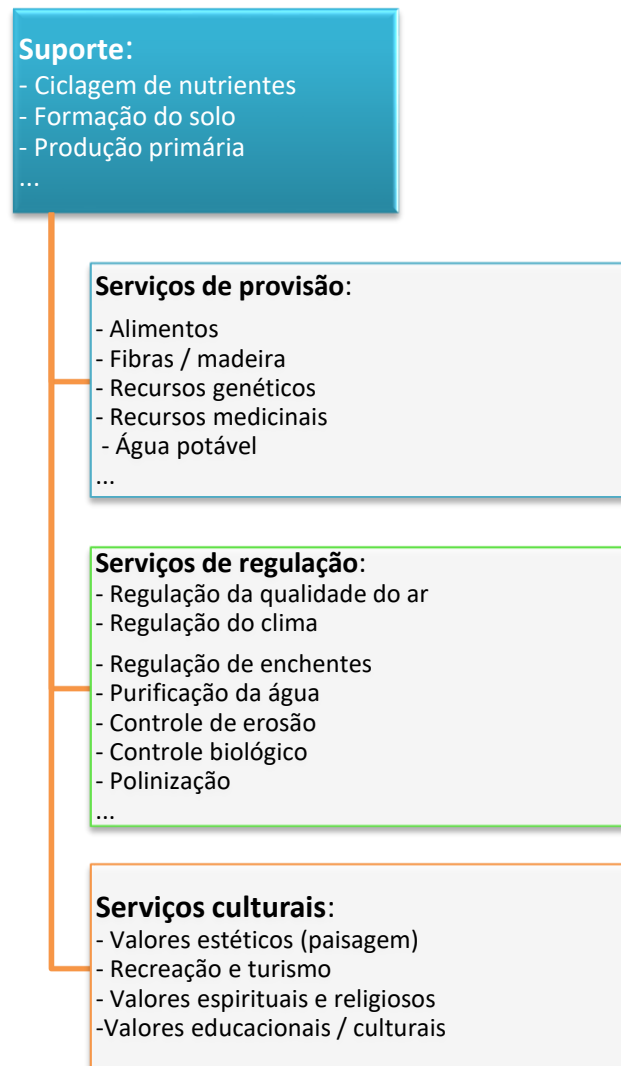 Suporte:
- Ciclagem de nutrientes
- Formação do solo
- Produção primária
...
Serviços de provisão:
- Alimentos
- Fibras / madeira
- Recursos genéticos
- Recursos medicinais
- Água potável
...
Serviços de regulação:
- Regulação da qualidade do ar
- Regulação do clima
- Regulação de enchentes
- Purificação da água
- Controle de erosão
- Controle biológico
- Polinização
...
Serviços culturais:
- Valores estéticos (paisagem)
- Recreação e turismo
- Valores espirituais e religiosos
-Valores educacionais / culturais